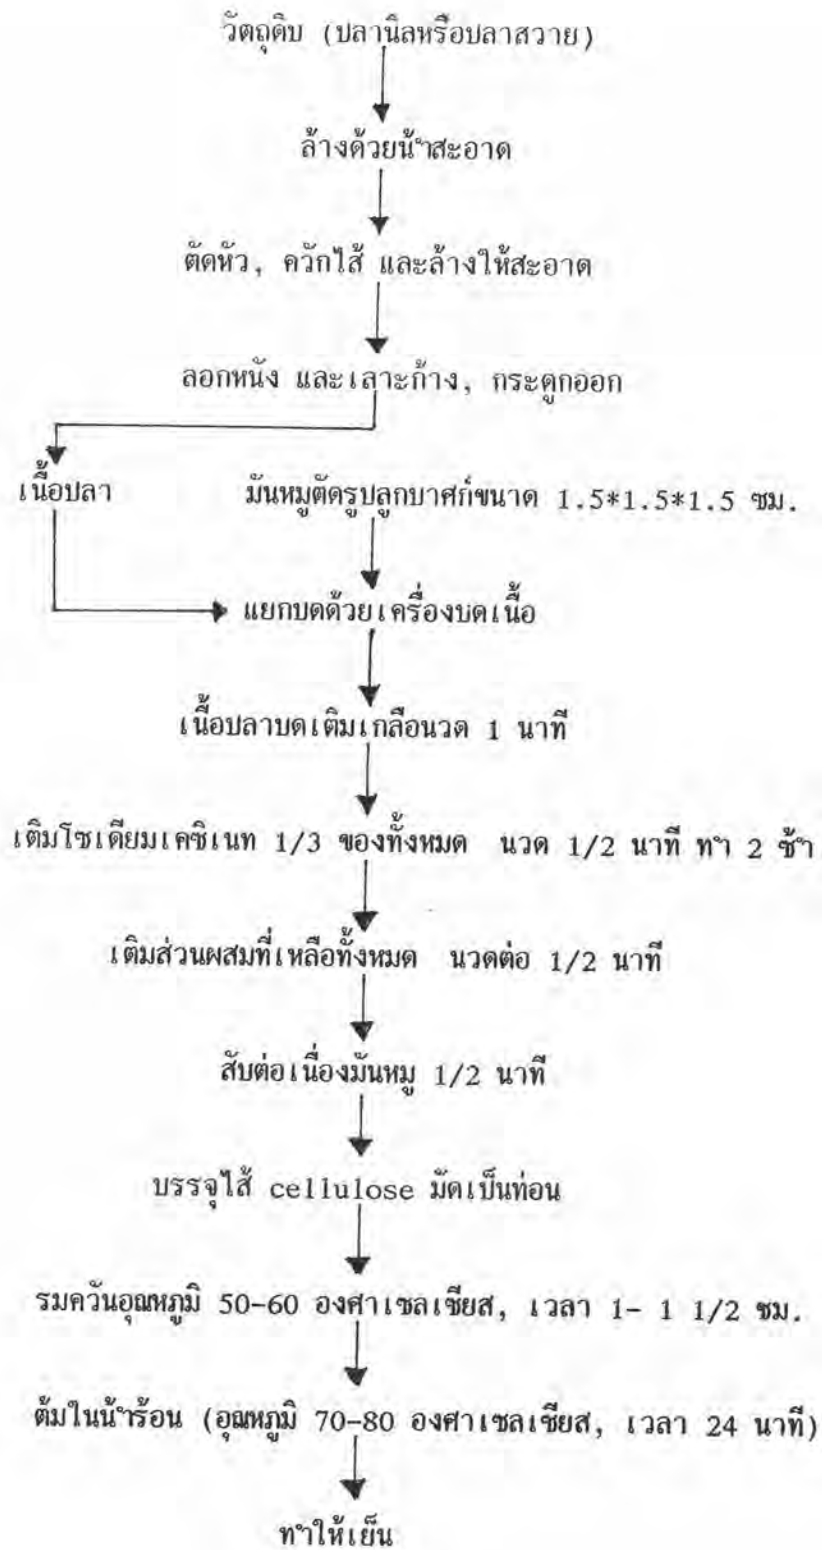 วัตถุดิบ (ปลานิลหรือปลาสวาย)
ล้างด้วยน้ำสะอาด
ตัดหัว, ควักไส้ และล้างให้สะอาด
ลอกหนัง และเลาะก้าง, กระดูกออก
เนื้อปลา มันหมูตัดรูปลูกบาศก์ขนาด 1.5*1.5*1.5 ซม.
แยกบดด้วยเครื่องบดเนื้อ
เนื้อปลาบดเติมเกลือนวด 1 นาที
เติมโซเดียมเคซิเนท 1/3 ของทั้งหมด นวด 1/2 นาที ทำ 2 ซ้ำ
เติมส่วนผสมที่เหลือทั้งหมด นวดต่อ 1/2 นาที
สับต่อเนื่องมันหมู 1/2 นาที
บรรจุไส้ cellulose มัดเป็นท่อน
รมควันอุณหภูมิ 50-60 องศาเซลเซียส, เวลา 1- 1 1/2 ชม.
ต้มในน้ำร้อน (อุณหภูมิ 70-80 องศาเซลเซียส, เวลา 24 นาที)
ทำให้เย็น